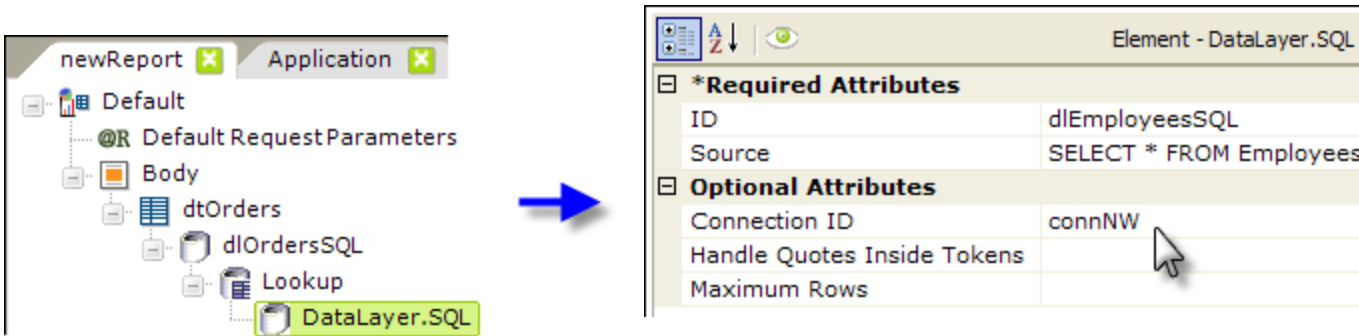 newReport Application
Default
@R Default Request Parameters
Body
dtOrders
dlOrdersSQL
Lookup
DataLayer.SQL
A Z Element - DataLayer.SQL
*Required Attributes
ID dlEmployeesSQL
Source SELECT * FROM Employees
Optional Attributes
Connection ID connNW
Handle Quotes Inside Tokens
Maximum Rows